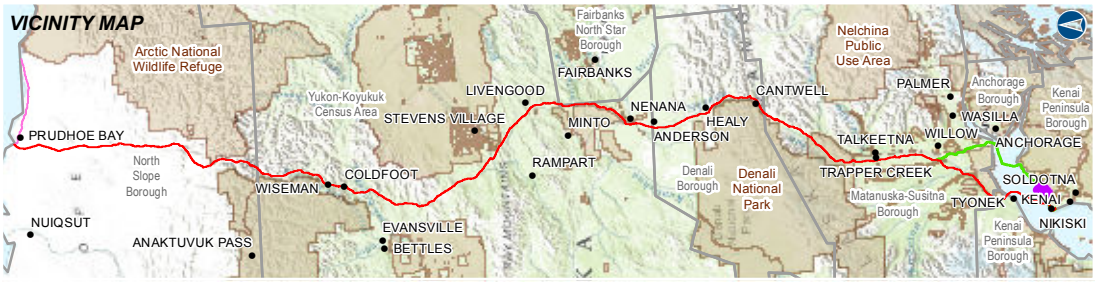 VICINITY MAP
Arctic National
Wildlife Refuge
Yukon-Koyukuk
Census Area
Fairbanks
North Star
Borough
FAIRBANKS
Nelchina
Public
Use Area
PALMER
Anchorage
Borough
Kenai
Peninsula
Borough
LIVENGOOD
STEVENS VILLAGE
MINTO
NENANA
ANDERSON
HEALY
CANTWELL
WASILLA
TALKEETNA
WILLOW
ANCHORAGE
PRUDHOE BAY
North
Slope
Borough
WISEMAN
COLDFOOT
RAMPART
Denali
Borough
Denali
National
Park
TRAPPER CREEK
Matanuska-Susitna
Borough
SOLDOTNA
TYONEK
KENAI
NIKISKI
NUIQSUT
ANAKTUVUK PASS
EVANSVILLE
BETTLES
Kenai
Peninsula
Borough